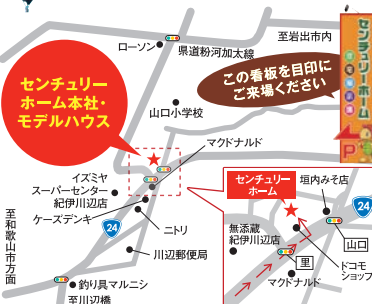 ローソン
県道粉河加太線
至岩出市内
センチュリー
ホーム本社・
モデルハウス
この看板を目印に
ご来場ください
センチュリーホーム
P
山口小学校
マクドナルド
イズミヤ
スーパーセンター
紀伊川辺店
ケーズデンキ
24
ニトリ
川辺郵便局
至和歌山市方面
釣り具マルニシ
至川辺橋
センチュリー
ホーム
垣内みそ店
24
無添蔵
紀伊川辺店
山口
里
ドコモ
ショップ
マクドナルド